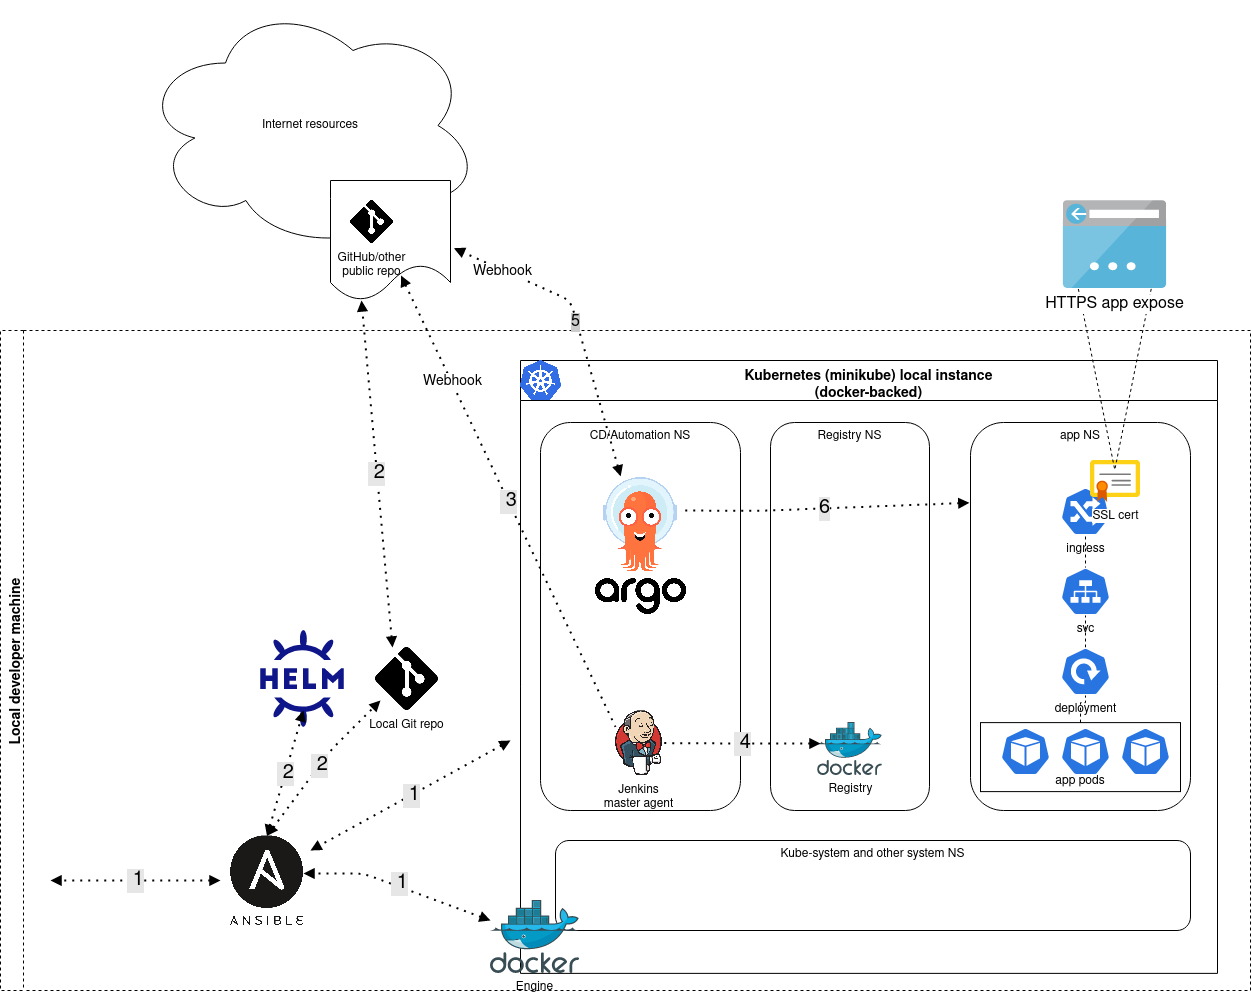 Internet resources
GitHub/other
public repo
Webhook
5
HTTPS app expose
Webhook
Kubernetes (minikube) local instance
(docker-backed)
CD/Automation NS
Registry NS
app NS
2
3
6
SSL cert
ingress
argo
svc
HELM
Local Git repo
deployment
Local developer machine
4
2
2
docker
Registry
app pods
Jenkins
master agent
1
Kube-system and other system NS
1
1
ANSIBLE
docker
Engine